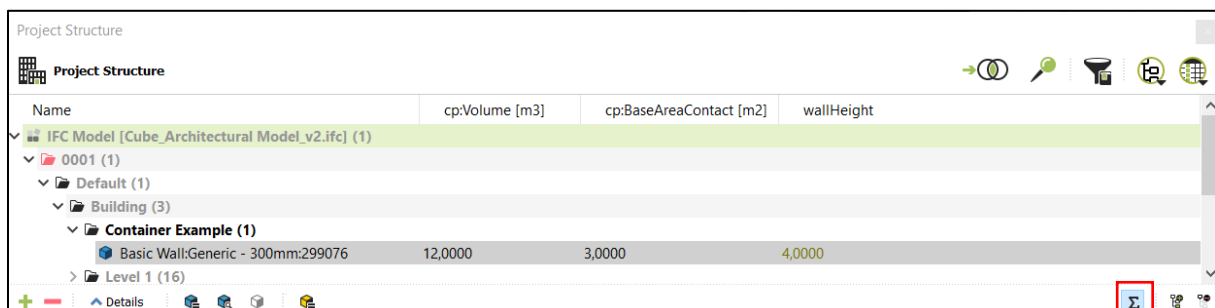 Project Structure
Project Structure
Name cp:Volume [m3] cp:BaseAreaContact [m2] wallHeight
IFC Model [Cube_Architectural Model_v2.ifc] (1)
0001 (1)
Default (1)
Building (3)
Container Example (1)
Basic Wall:Generic - 300mm:299076 12,0000 3,0000 4,0000
Level 1 (16)
Details Σ